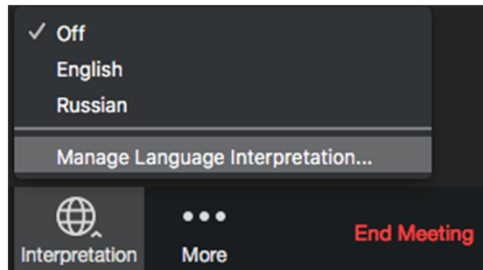 ✓ Off
English
Russian
Manage Language Interpretation...
Interpretation
More
End Meeting